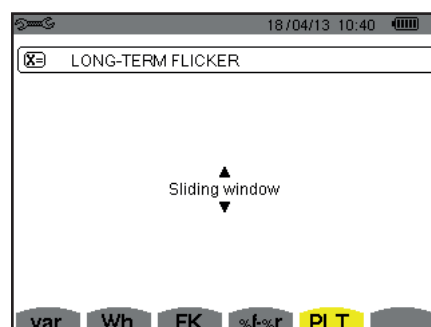 18/04/13 10:40
X= LONG-TERM FLICKER
Sliding window
var Wh FK %f-%r PLT